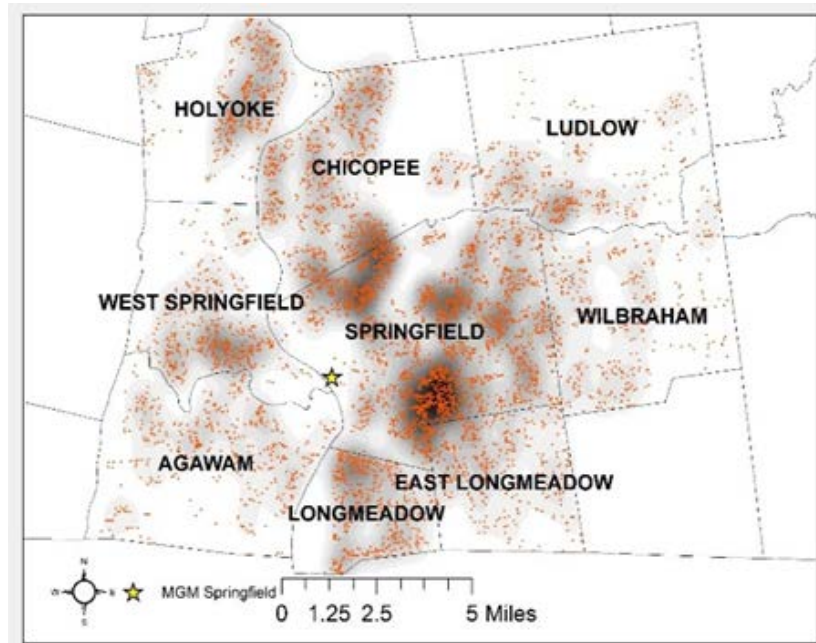 HOLYOKE
LUDLOW
CHICOPEE
WEST SPRINGFIELD
SPRINGFIELD
WILBRAHAM
AGAWAM
EAST LONGMEADOW
LONGMEADOW
N
S
MGM Springfield
0 1.25 2.5 5 Miles